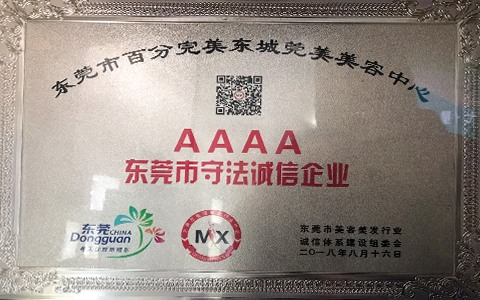 东莞市百分完美东城莞美美容中心
AAAA
东莞市守法诚信企业
东莞 CHINA
Dongguan
MX
东莞市美容美发行业
诚信体系建设组委会
二〇一八年八月十六日